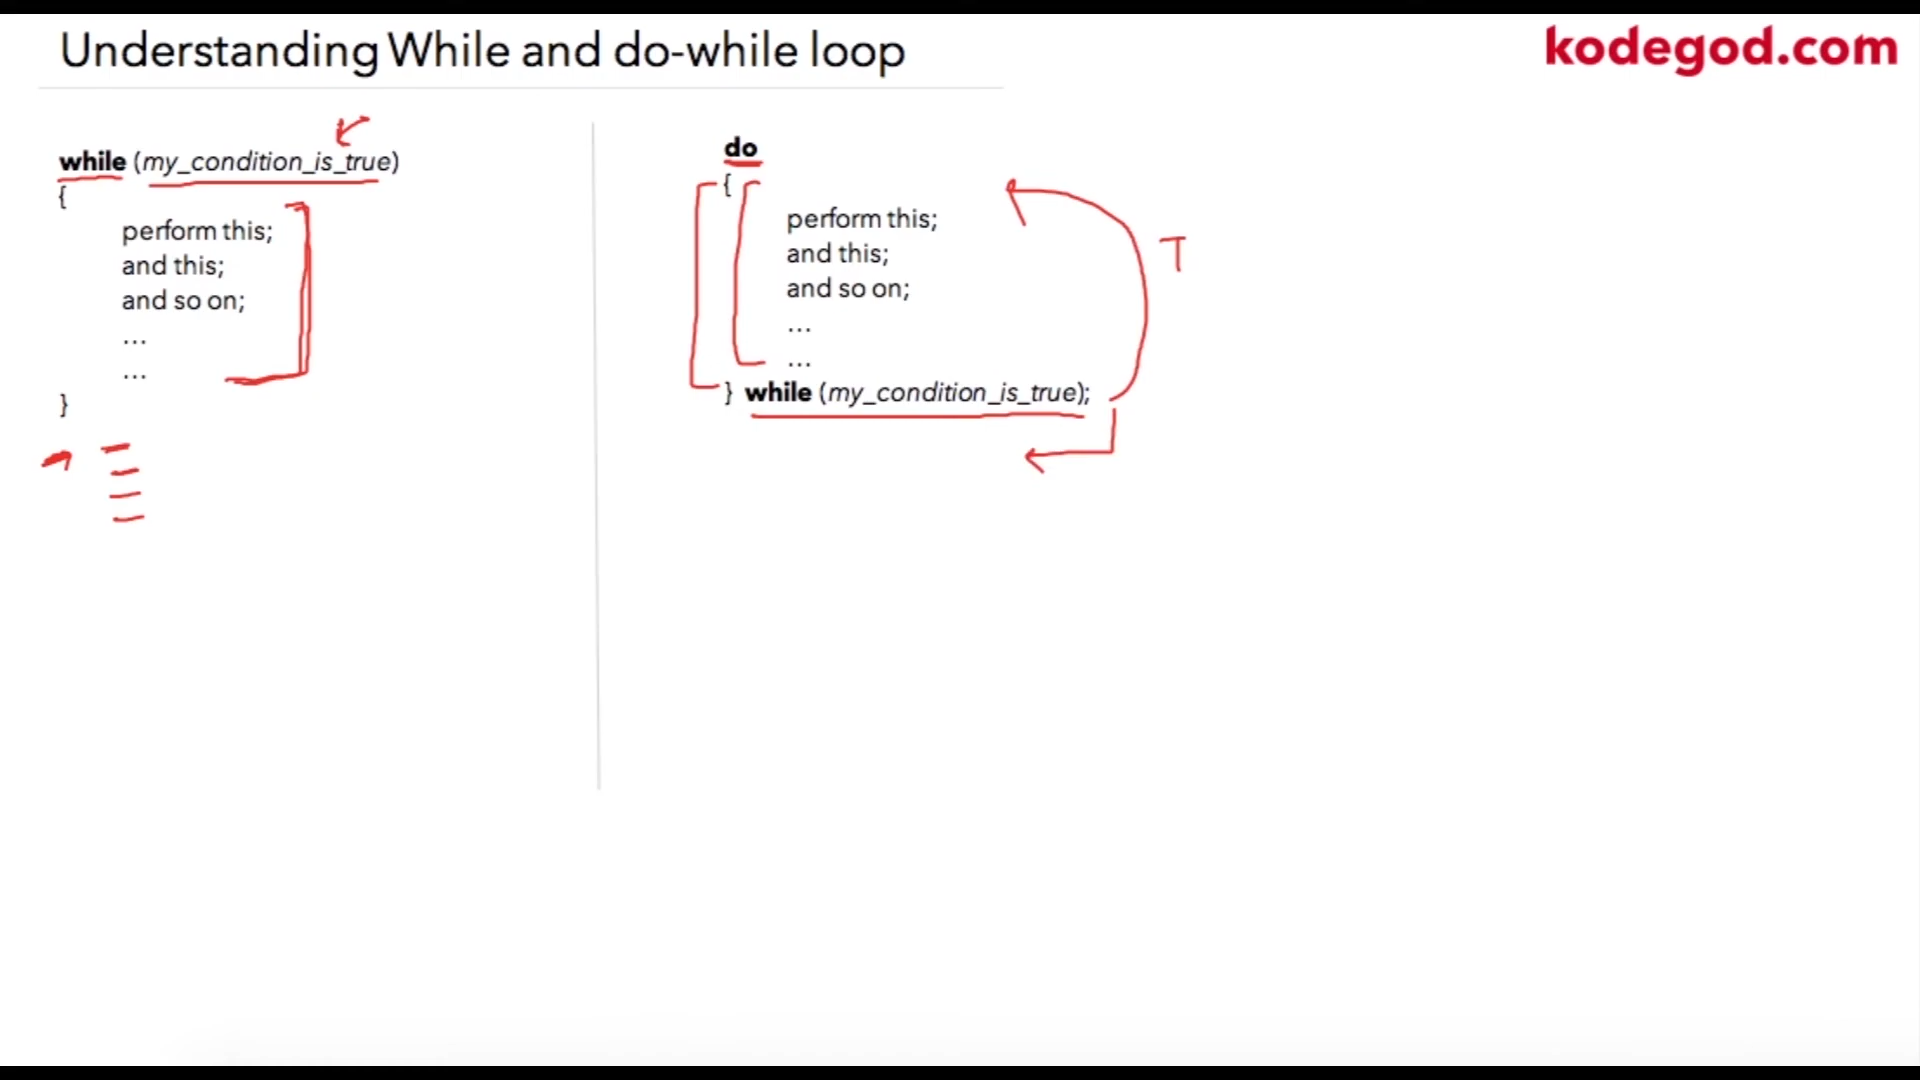 Understanding While and do-while loop
kodegod.com
while (my_condition_is_true)
{
perform this;
and this;
and so on;
...
...
}
do
{
perform this;
and this;
and so on;
...
...
} while (my_condition_is_true);
T